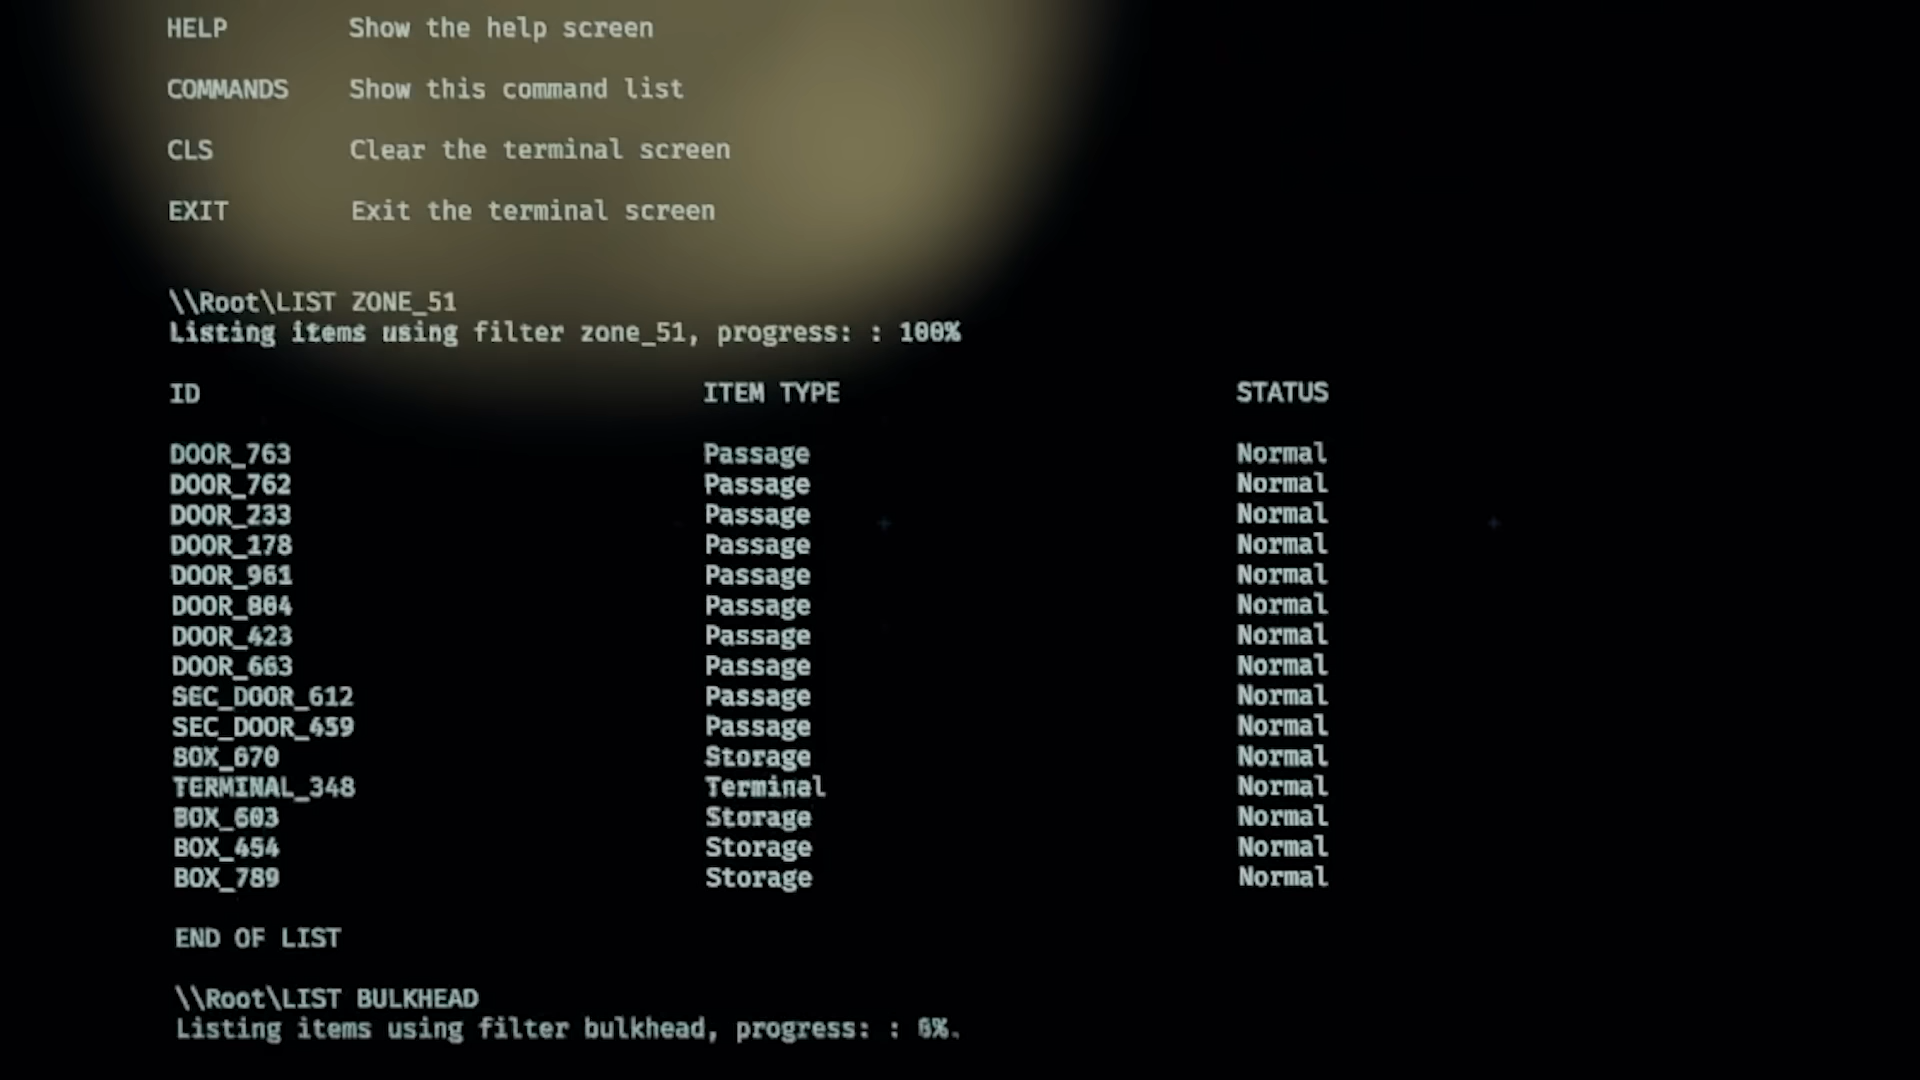 HELP Show the help screen
COMMANDS Show this command list
CLS Clear the terminal screen
EXIT Exit the terminal screen
\\Root\LIST ZONE_51
Listing items using filter zone_51, progress: : 100%
ID ITEM TYPE STATUS
DOOR_763 Passage Normal
DOOR_762 Passage Normal
DOOR_233 Passage Normal
DOOR_178 Passage Normal
DOOR_961 Passage Normal
DOOR_804 Passage Normal
DOOR_423 Passage Normal
DOOR_663 Passage Normal
SEC_DOOR_612 Passage Normal
SEC_DOOR_459 Passage Normal
BOX_670 Storage Normal
TERMINAL_348 Terminal Normal
BOX_603 Storage Normal
BOX_454 Storage Normal
BOX_789 Storage Normal
END OF LIST
\\Root\LIST BULKHEAD
Listing items using filter bulkhead, progress: :